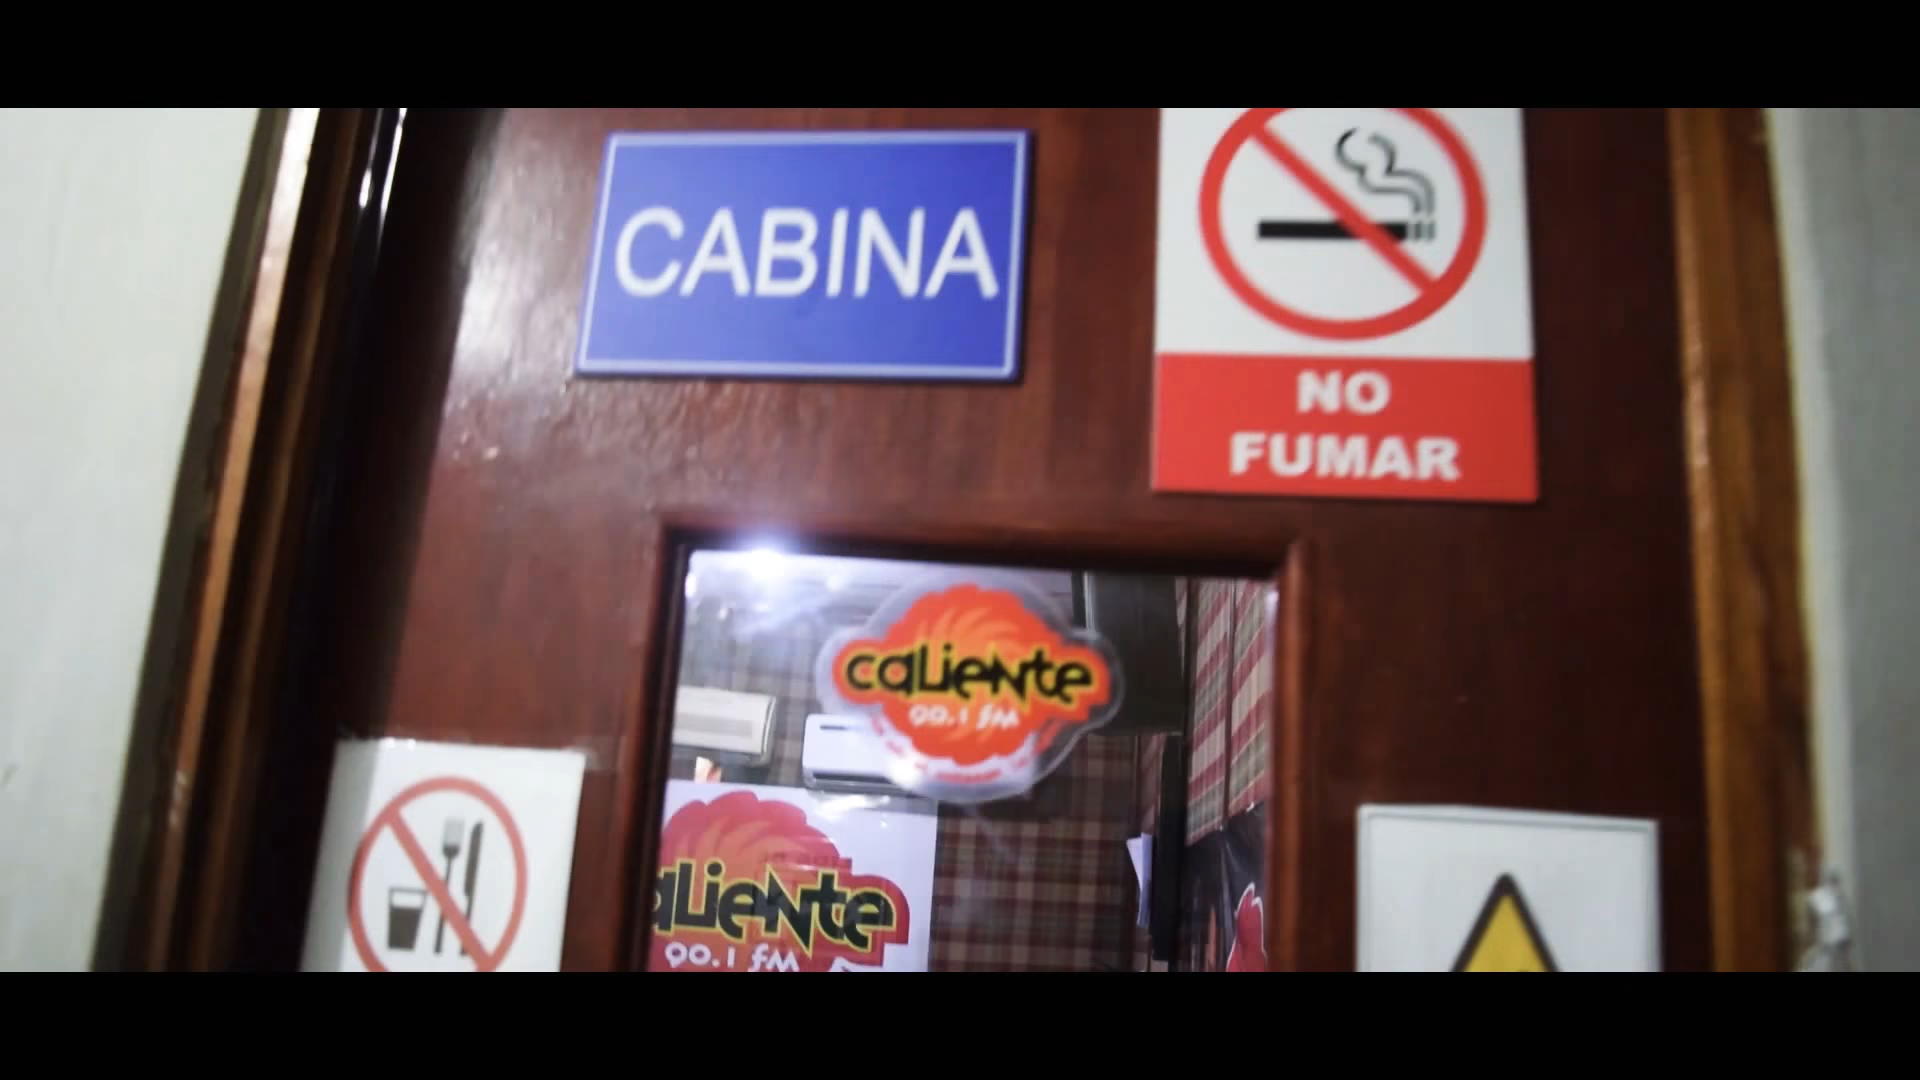 CABINA
NO
FUMAR
caLieNte
90.1 fM
aLieNte
90.1 fM